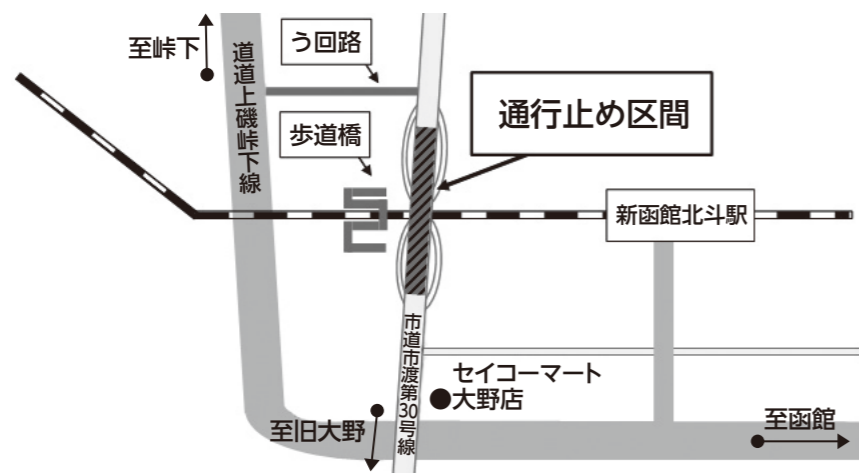 至峠下
う回路
道道上磯峠下線
通行止め区間
歩道橋
新函館北斗駅
市道市渡第30号線
セイコーマート
大野店
至函館
至旧大野